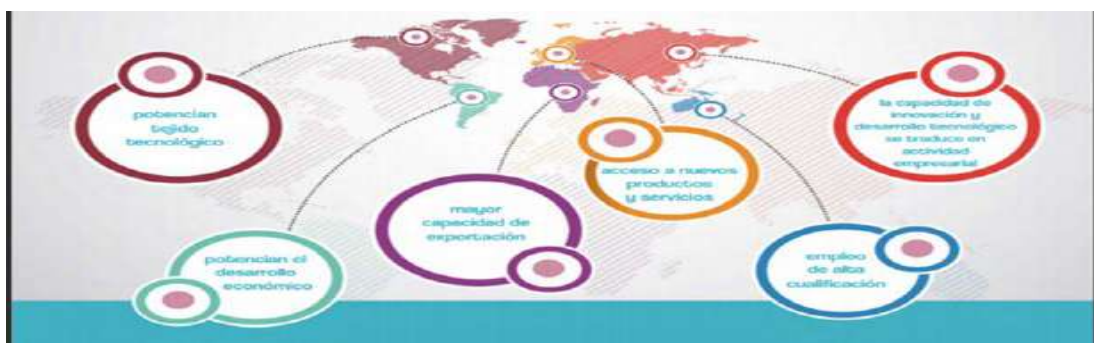 potencian
tejido
tecnológico
la capacidad de
innovación y
desarrollo tecnológico
se traduce en
actividad
empresarial
acceso a nuevos
productos
y servicios
mayor
capacidad de
exportación
potencian el
desarrollo
económico
empleo
de alta
cualificación